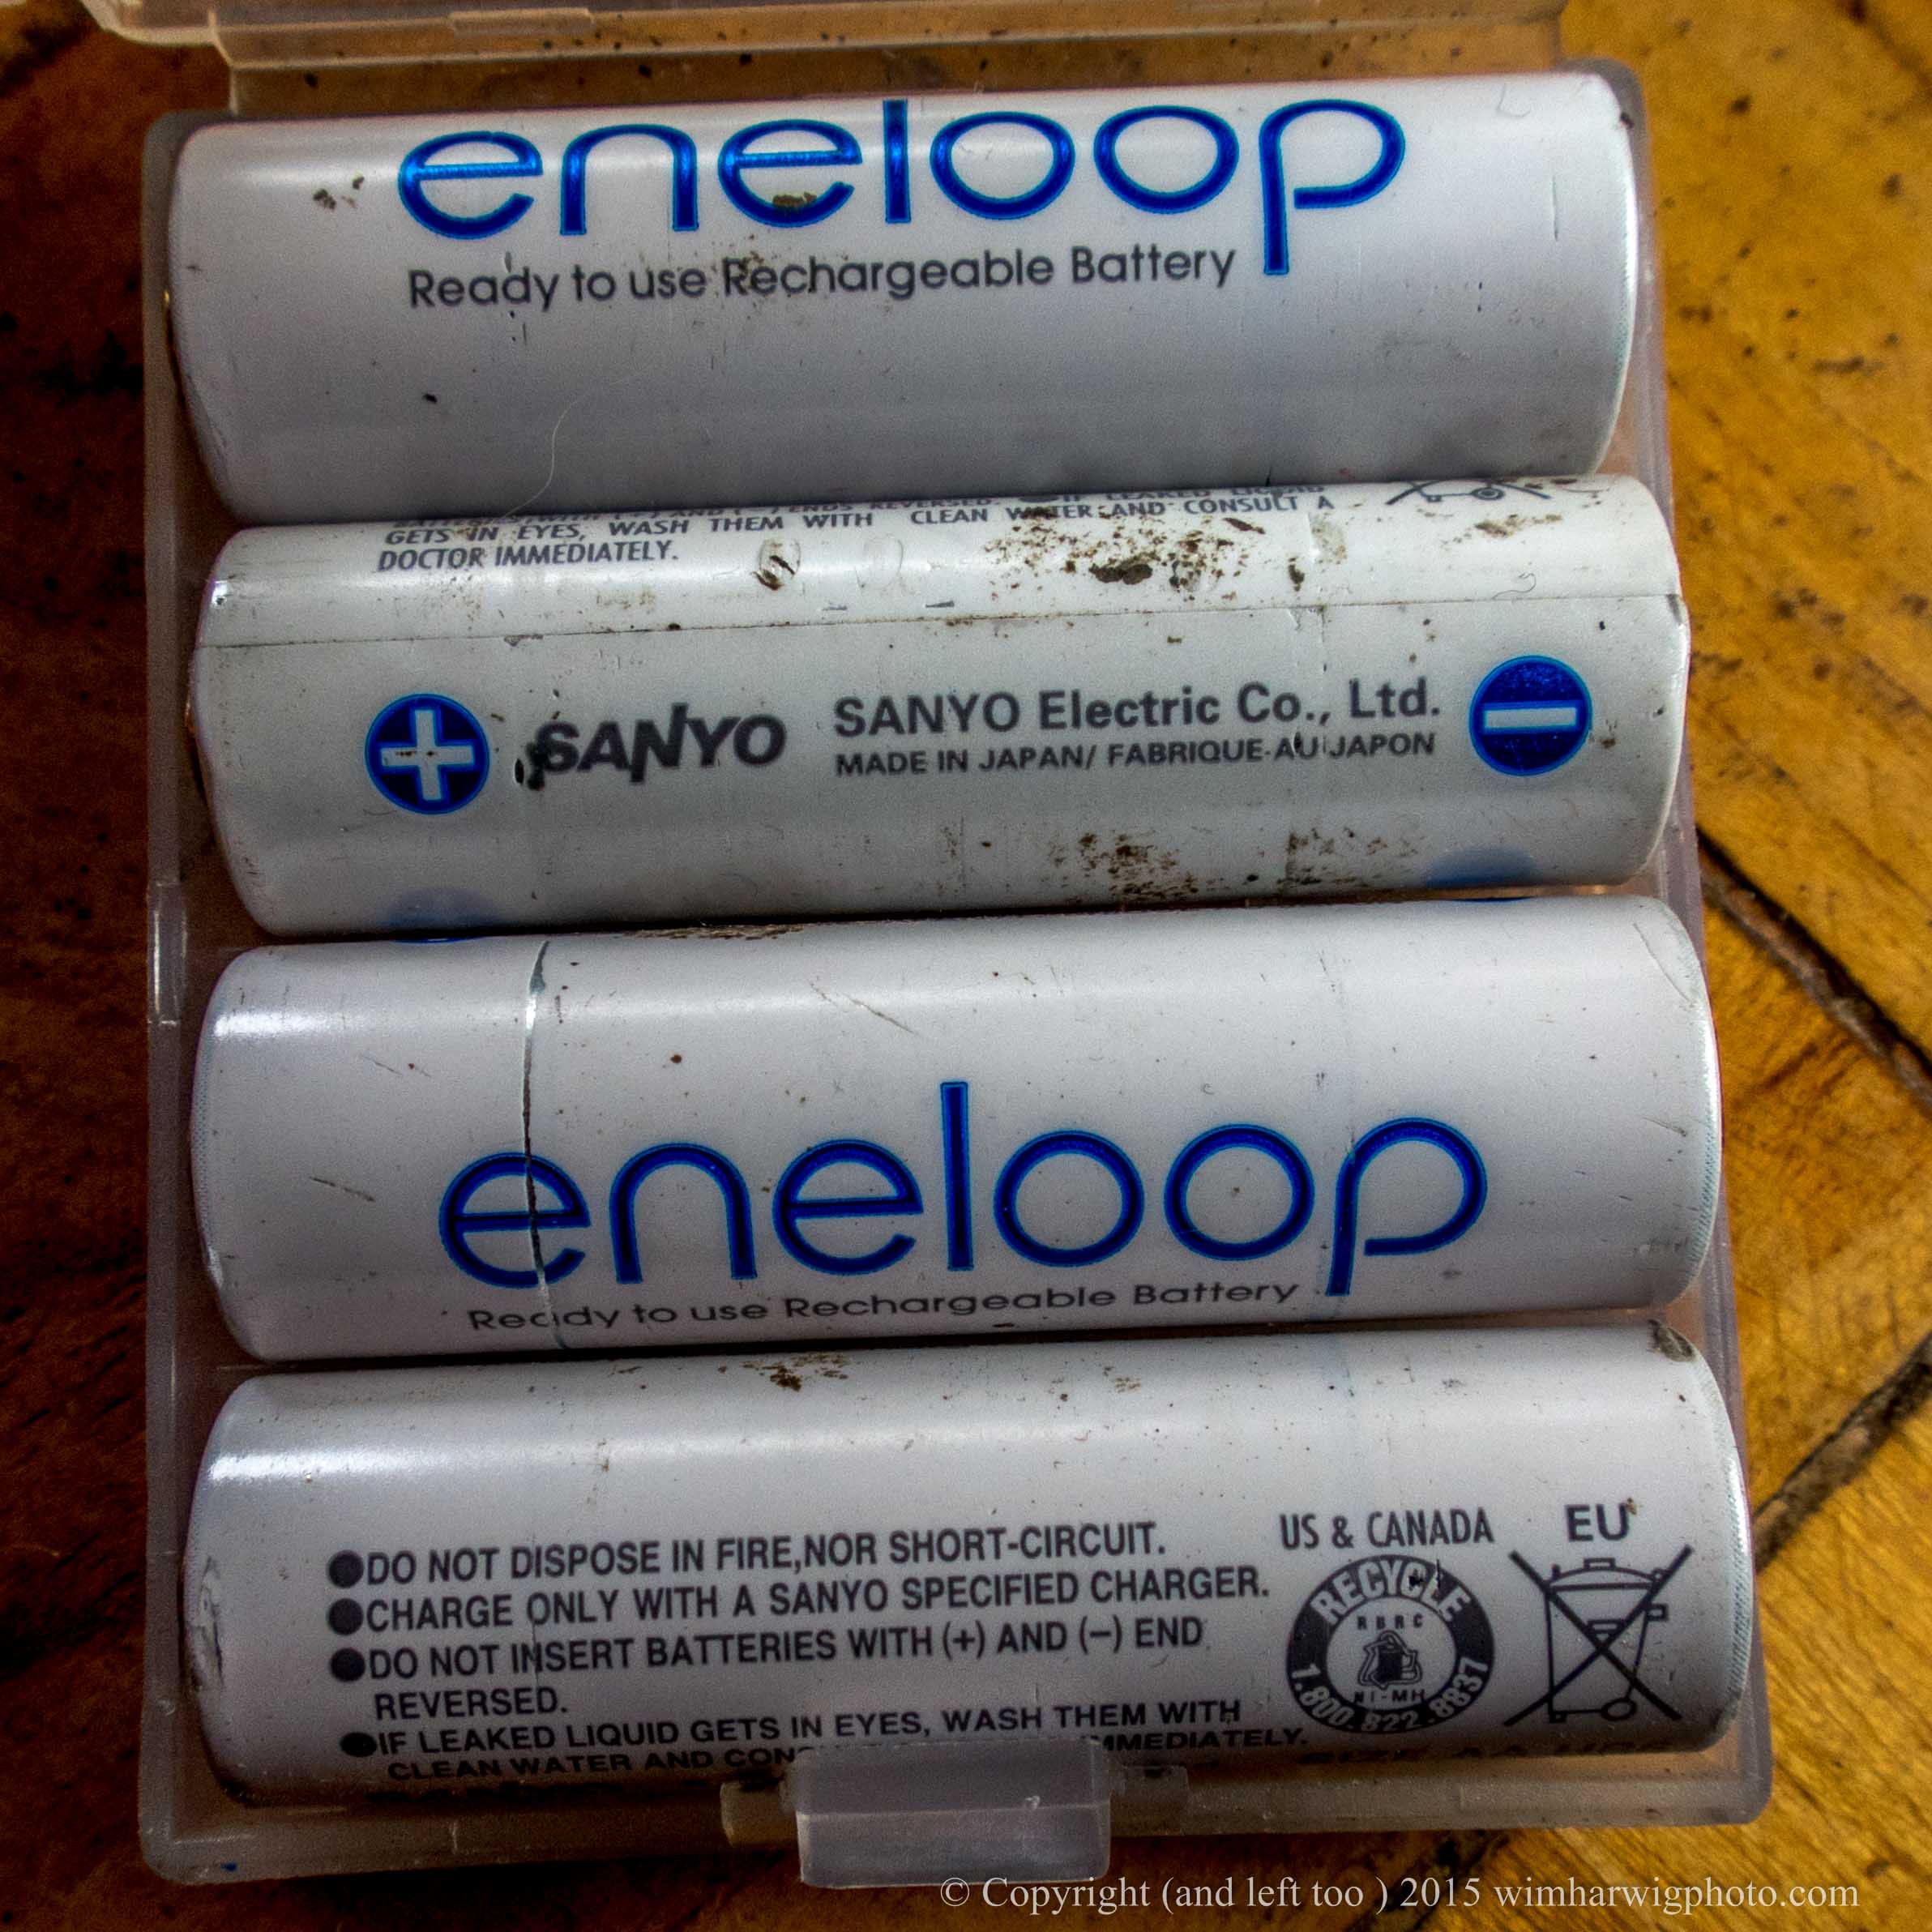 eneloop
Ready to use Rechargeable Battery
GETS IN EYES, WASH THEM WITH CLEAN WATER AND CONSULT A
DOCTOR IMMEDIATELY.
SANYO
SANYO Electric Co., Ltd.
MADE IN JAPAN/ FABRIQUE AU JAPON
eneloop
Ready to use Rechargeable Battery
●DO NOT DISPOSE IN FIRE,NOR SHORT-CIRCUIT.
●CHARGE ONLY WITH A SANYO SPECIFIED CHARGER.
●DO NOT INSERT BATTERIES WITH (+) AND (−) END
REVERSED.
●IF LEAKED LIQUID GETS IN EYES, WASH THEM WITH
CLEAN WATER AND IMMEDIATELY.
US & CANADA
RECYCLE
RBRC
NI-MH
1.800.822.8837
EU
© Copyright (and left too ) 2015 wimharwigphoto.com